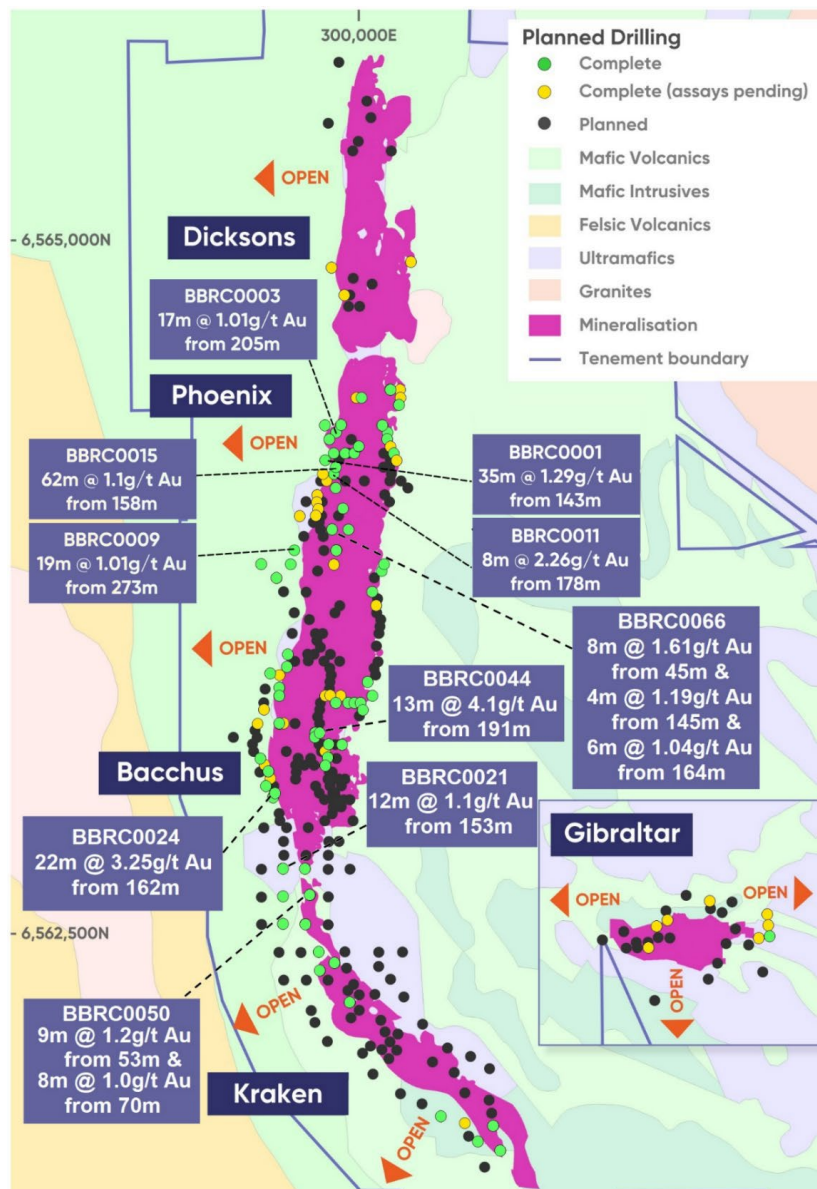 300,000E
Planned Drilling
Complete
Complete (assays pending)
Planned
Mafic Volcanics
Mafic Intrusives
Felsic Volcanics
Ultramafics
Granites
Mineralisation
Tenement boundary
OPEN
6,565,000N
Dicksons
BBRC0003
17m @ 1.01g/t Au
from 205m
Phoenix
OPEN
BBRC0015
62m @ 1.1g/t Au
from 158m
BBRC0001
35m @ 1.29g/t Au
from 143m
BBRC0009
19m @ 1.01g/t Au
from 273m
BBRC0011
8m @ 2.26g/t Au
from 178m
OPEN
BBRC0066
8m @ 1.61g/t Au
from 45m &
4m @ 1.19g/t Au
from 145m &
6m @ 1.04g/t Au
from 164m
BBRC0044
13m @ 4.1g/t Au
from 191m
Bacchus
BBRC0021
12m @ 1.1g/t Au
from 153m
BBRC0024
22m @ 3.25g/t Au
from 162m
Gibraltar
OPEN
OPEN
OPEN
6,562,500N
BBRC0050
9m @ 1.2g/t Au
from 53m &
8m @ 1.0g/t Au
from 70m
OPEN
Kraken
OPEN